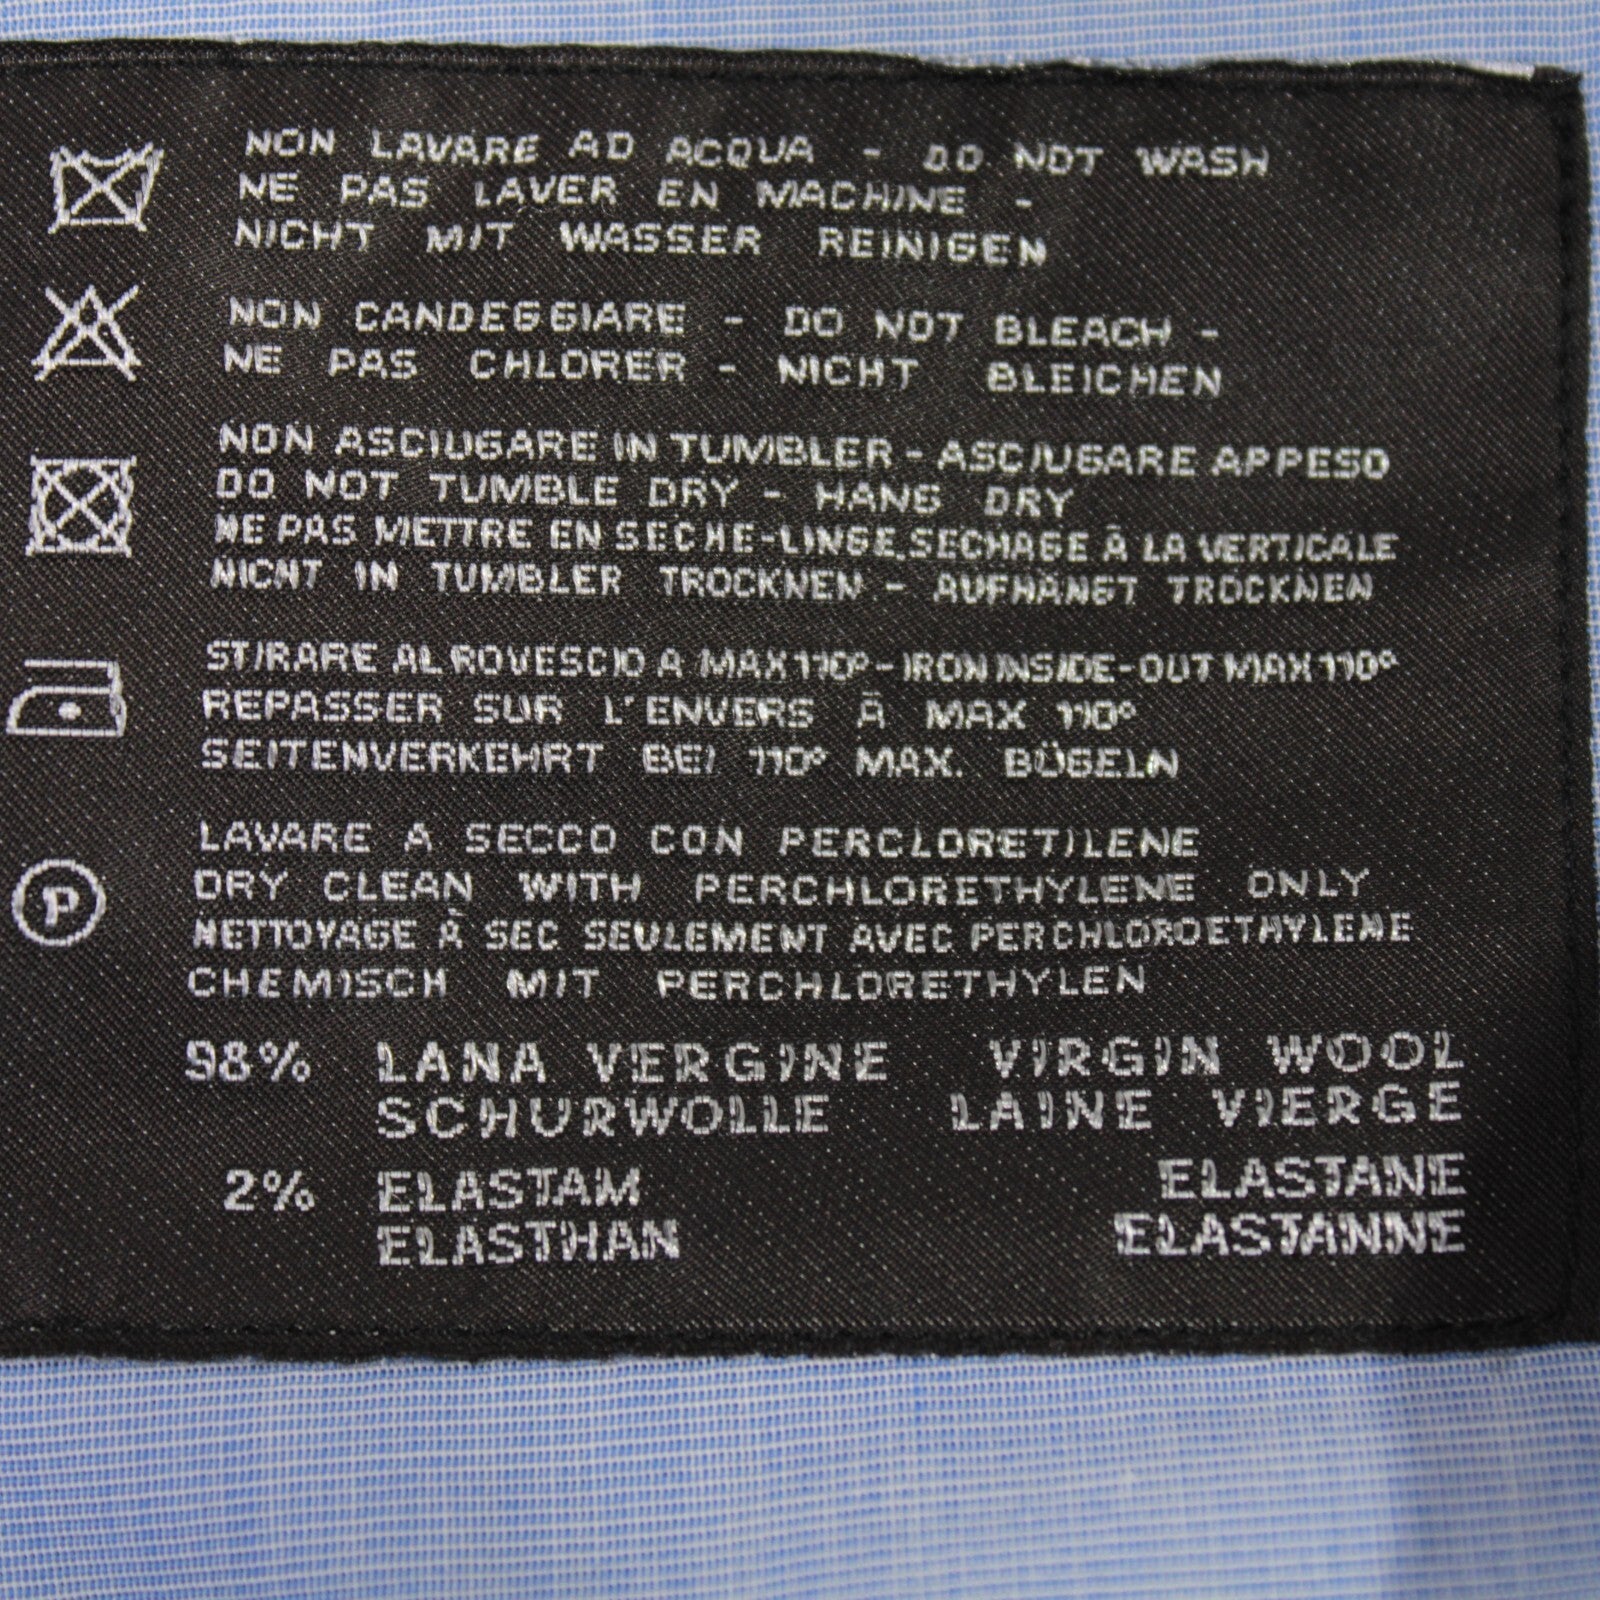 NON LAVARE AD ACQUA - DO NOT WASH
NE PAS LAVER EN MACHINE -
NICHT MIT WASSER REINIGEN
NON CANDEGGIARE - DO NOT BLEACH -
NE PAS CHLORER - NICHT BLEICHEN
NON ASCIUGARE IN TUMBLER - ASCIUGARE APPESO
DO NOT TUMBLE DRY - HANG DRY
NE PAS METTRE EN SECHE-LINGE, SECHAGE À LA VERTICALE
NICHT IN TUMBLER TROCKNEN - AUFHÄNGT TROCKNEN
STIRARE AL ROVESCIO A MAX 110° - IRON INSIDE-OUT MAX 110°
REPASSER SUR L'ENVERS À MAX 110°
SEITENVERKEHRT BEI 110° MAX. BÜGELN
LAVARE A SECCO CON PERCLORETILENE
DRY CLEAN WITH PERCHLORETHYLENE ONLY
P
NETTOYAGE À SEC SEULEMENT AVEC PERCHLOROETHYLENE
CHEMISCH MIT PERCHLORETHYLEN
98% LANA VERGINE VIRGIN WOOL
SCHURWOLLE LAINE VIERGE
2% ELASTAM ELASTANE
ELASTHAN ELASTANNE